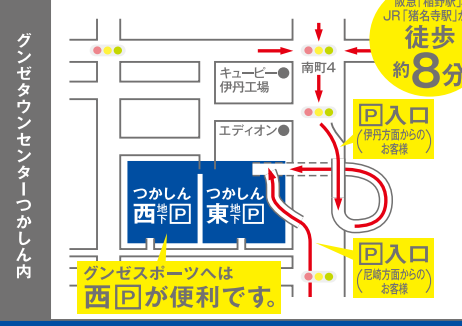 グンゼタウンセンターつかしん内
阪急「稲野駅」
JR「猪名寺駅」か
徒歩
約8分
南町4
キューピー
伊丹工場
エディオン
P入口
(伊丹方面からの
お客様)
つかしん
西地下P
つかしん
東地下P
P入口
(尼崎方面からの
お客様)
グンゼスポーツへは
西Pが便利です。